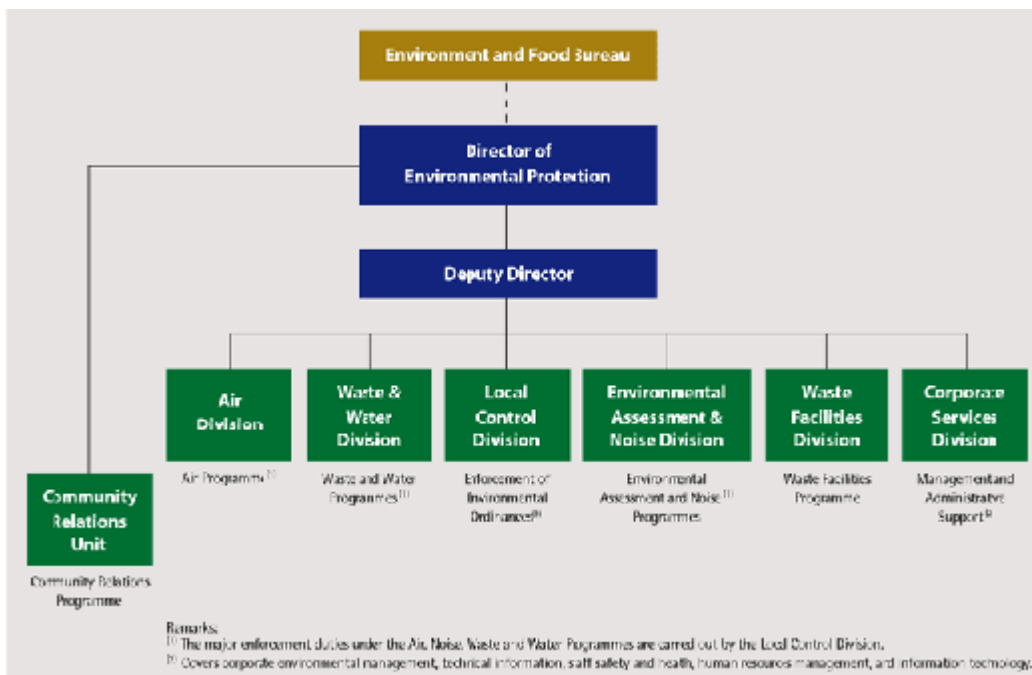 Environment and Food Bureau
Director of
Environmental Protection
Deputy Director
Air
Division
Air Programme [1]
Waste &
Water
Division
Waste and Water
Programmes [1]
Local
Control
Division
Enforcement of
Environmental
Ordinances
Environmental
Assessment &
Noise Division
Environmental
Assessment and Noise [1]
Programmes
Waste
Facilities
Division
Waste Facilities
Programme
Corporate
Services
Division
Management and
Administrative
Support
Community
Relations
Unit
Community Relations
Programme
Remarks:
[1] The major enforcement duties under the Air, Noise, Waste and Water Programmes are carried out by the Local Control Division.
Covers corporate environmental management, technical information, staff safety and health, human resources management, and information technology.